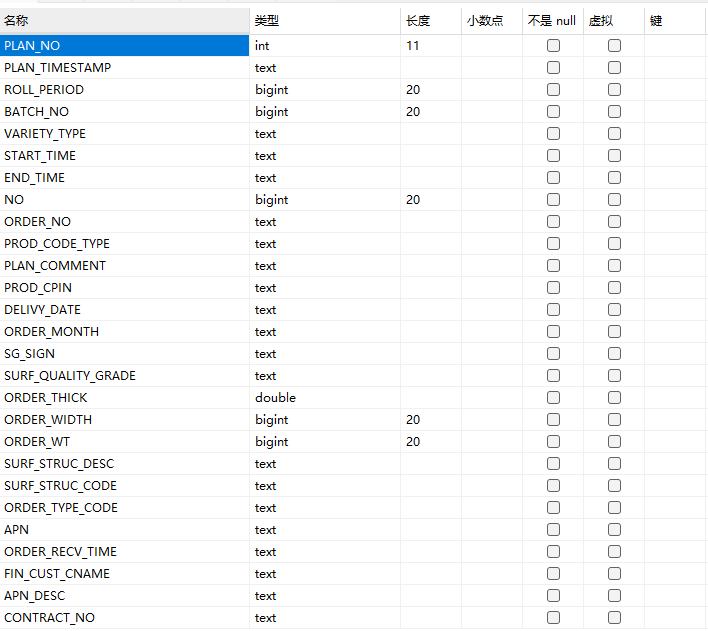 名称 类型 长度 小数点 不是 null 虚拟 键
PLAN_NO int 11
PLAN_TIMESTAMP text
ROLL_PERIOD bigint 20
BATCH_NO bigint 20
VARIETY_TYPE text
START_TIME text
END_TIME text
NO bigint 20
ORDER_NO text
PROD_CODE_TYPE text
PLAN_COMMENT text
PROD_CPIN text
DELIVY_DATE text
ORDER_MONTH text
SG_SIGN text
SURF_QUALITY_GRADE text
ORDER_THICK double
ORDER_WIDTH bigint 20
ORDER_WT bigint 20
SURF_STRUC_DESC text
SURF_STRUC_CODE text
ORDER_TYPE_CODE text
APN text
ORDER_RECV_TIME text
FIN_CUST_CNAME text
APN_DESC text
CONTRACT_NO text